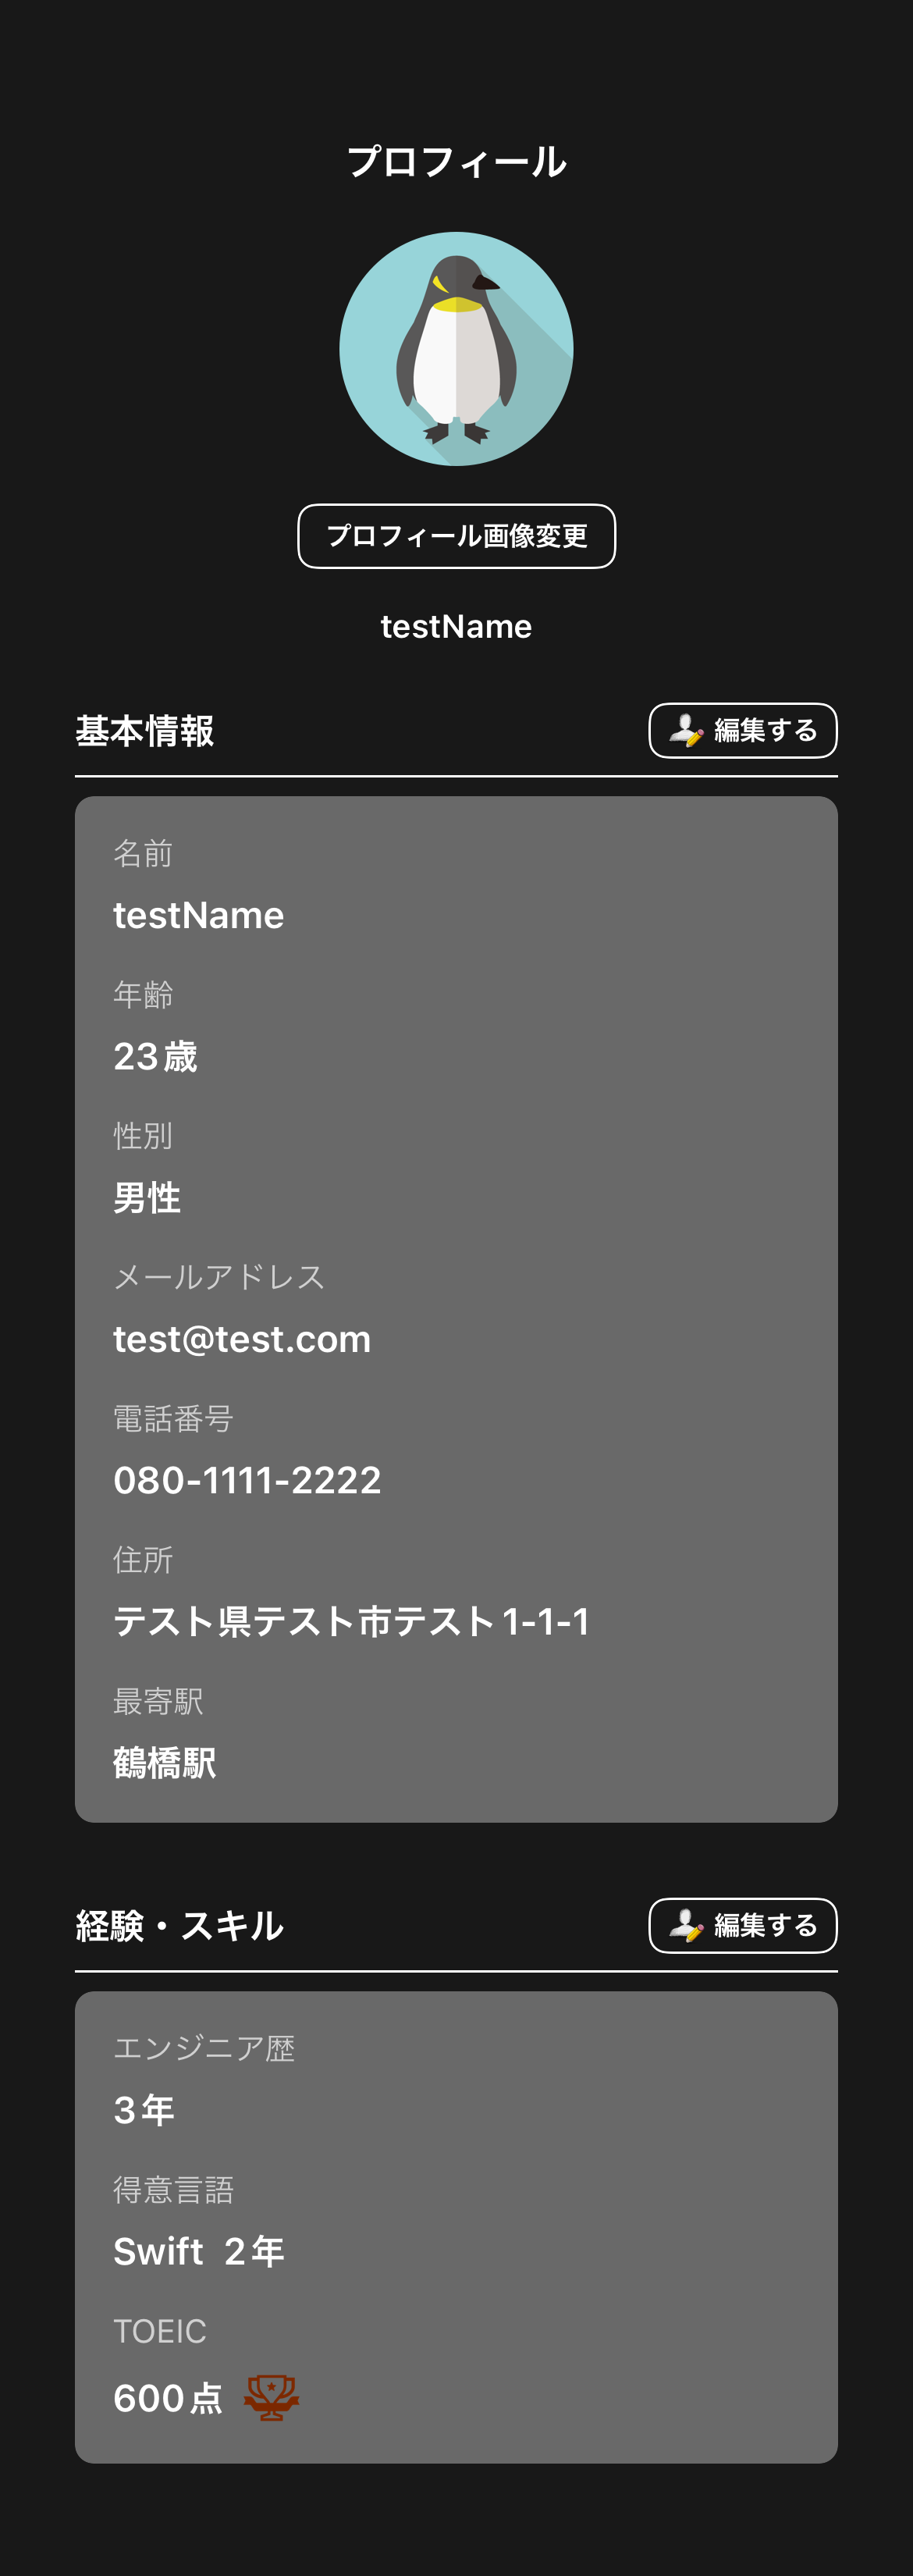 プロフィール
プロフィール画像変更
testName
基本情報
編集する
名前
testName
年齢
23歳
性別
男性
メールアドレス
test@test.com
電話番号
080-1111-2222
住所
テスト県テスト市テスト1-1-1
最寄駅
鶴橋駅
経験・スキル
編集する
エンジニア歴
3年
得意言語
Swift 2年
TOEIC
600点